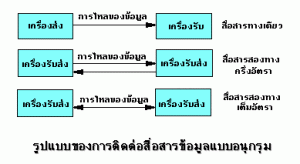 เครื่องส่ง การไหลของข้อมูล เครื่องรับ สื่อสารทางเดียว
เครื่องรับส่ง การไหลของข้อมูล เครื่องรับส่ง สื่อสารสองทาง
ครึ่งอัตรา
เครื่องรับส่ง การไหลของข้อมูล เครื่องรับส่ง สื่อสารสองทาง
เต็มอัตรา
รูปแบบของการติดต่อสื่อสารข้อมูลแบบอนุกรม